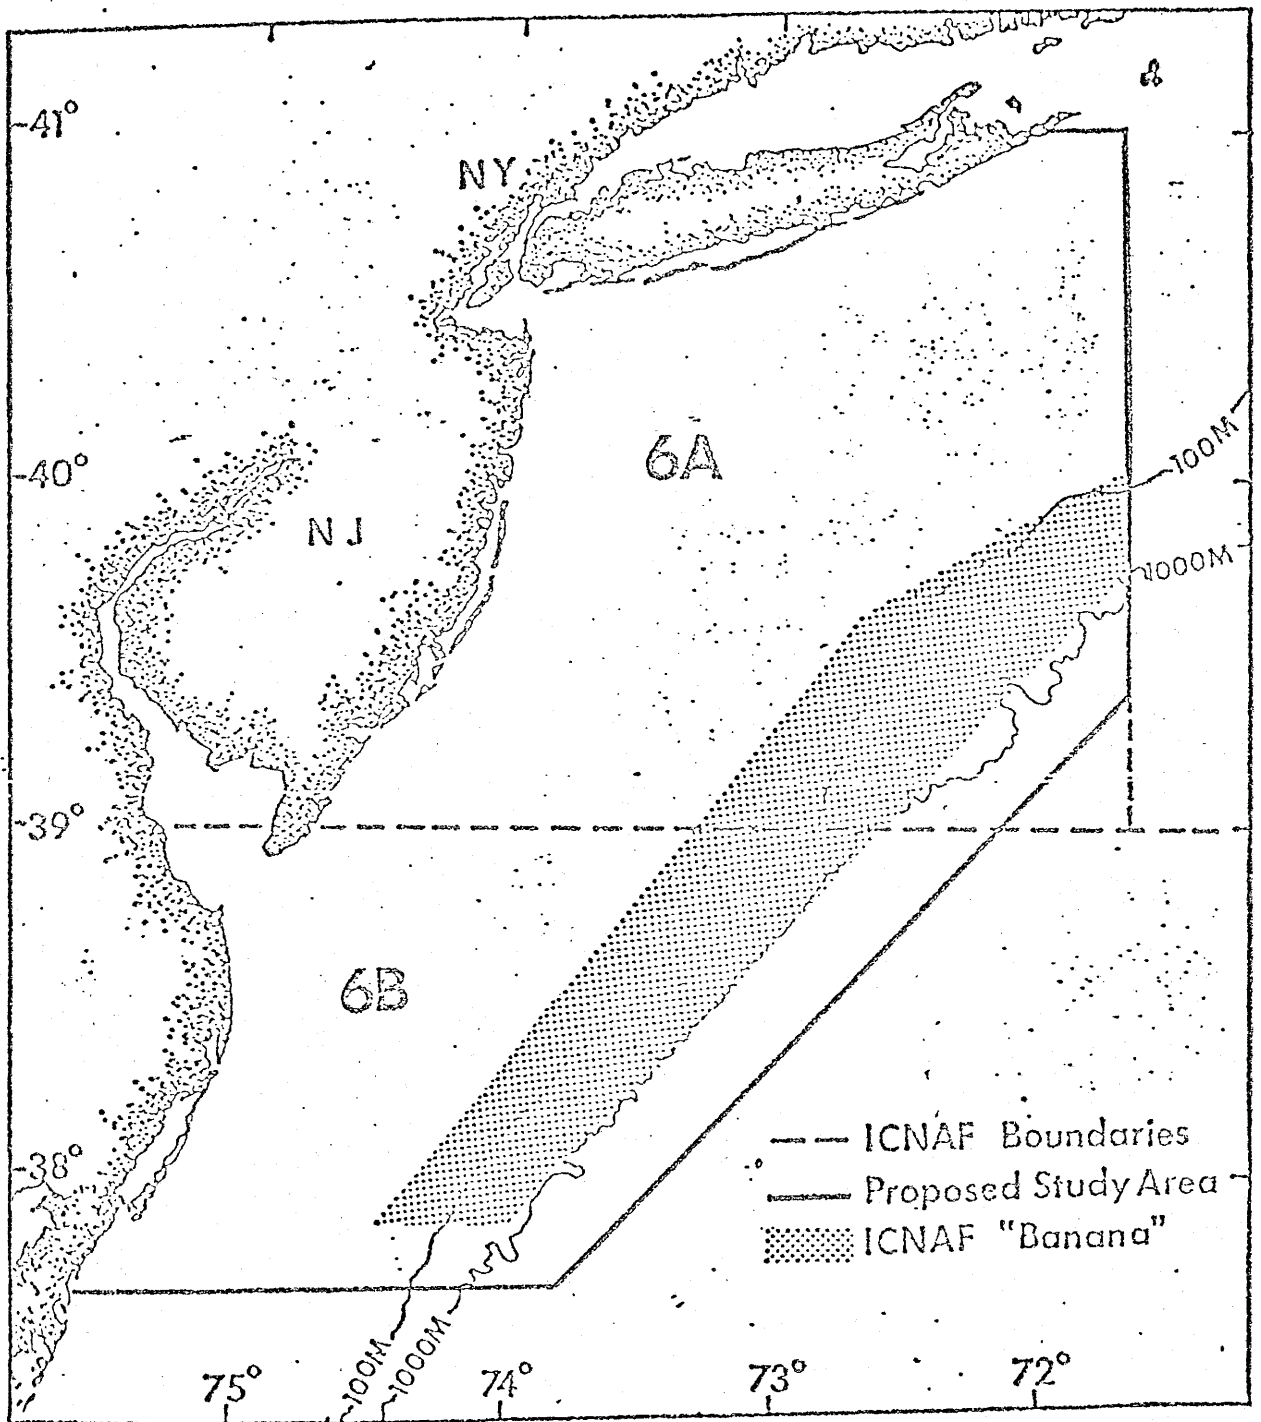 41°
NY
6A
100M
40°
NJ
1000M
39°
6B
ICNAF Boundaries
38°
Proposed Study Area
ICNAF "Banana"
100M
1000M
75°
74°
73°
72°